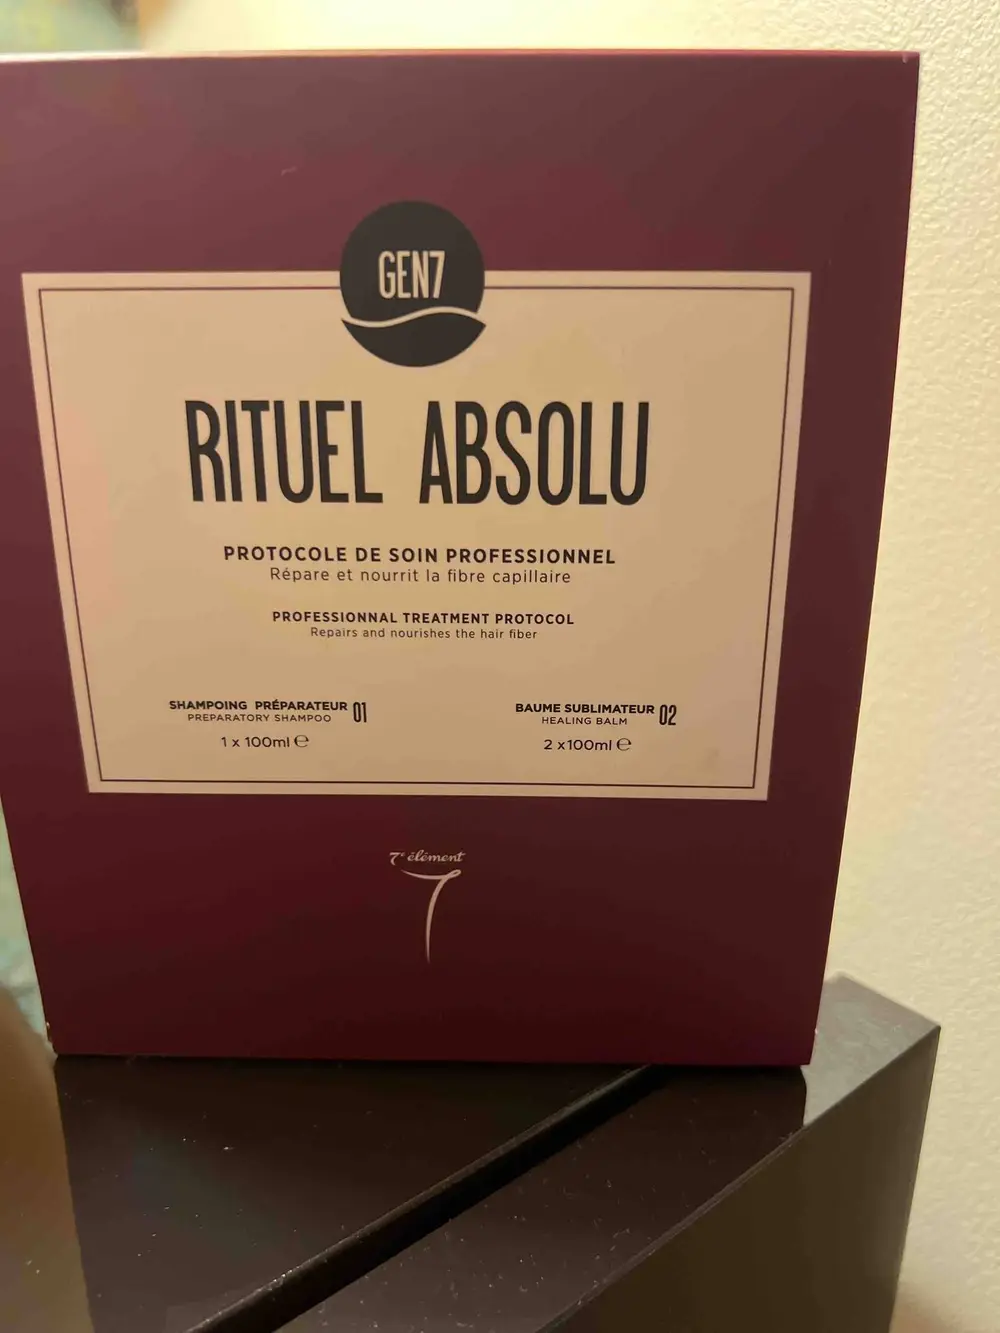 GEN7
RITUEL ABSOLU
PROTOCOLE DE SOIN PROFESSIONNEL
Répare et nourrit la fibre capillaire
PROFESSIONNAL TREATMENT PROTOCOL
Repairs and nourishes the hair fiber
SHAMPOING PRÉPARATEUR 01
PREPARATORY SHAMPOO
1 x 100ml ℮
BAUME SUBLIMATEUR 02
HEALING BALM
2 x100ml ℮
7e élément
7